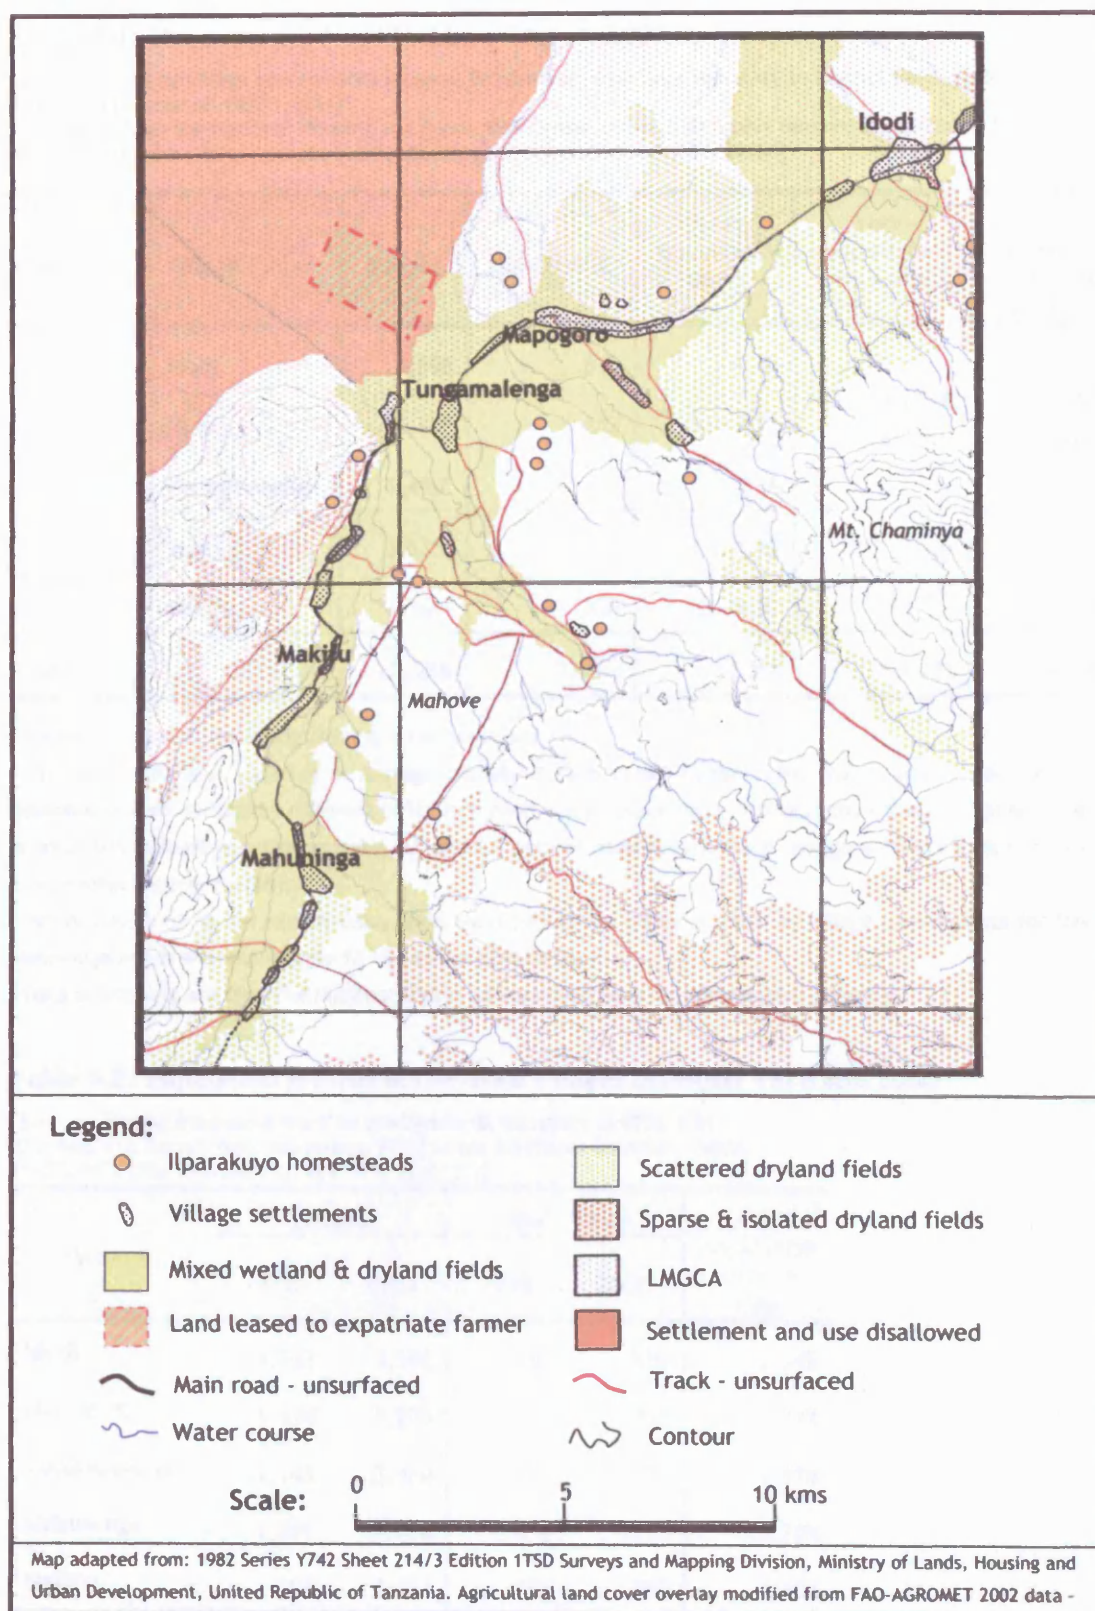 Idodi
Mapogoro
Tungamalenga
Mt. Chaminya
Makifu
Mahove
Mahuninga
Legend:
Ilparakuyo homesteads
Village settlements
Mixed wetland & dryland fields
Land leased to expatriate farmer
Main road - unsurfaced
Water course
Scattered dryland fields
Sparse & isolated dryland fields
LMGCA
Settlement and use disallowed
Track - unsurfaced
Contour
Scale:
0 5 10 kms
Map adapted from: 1982 Series Y742 Sheet 214/3 Edition 1TSD Surveys and Mapping Division, Ministry of Lands, Housing and
Urban Development, United Republic of Tanzania. Agricultural land cover overlay modified from FAO-AGROMET 2002 data -